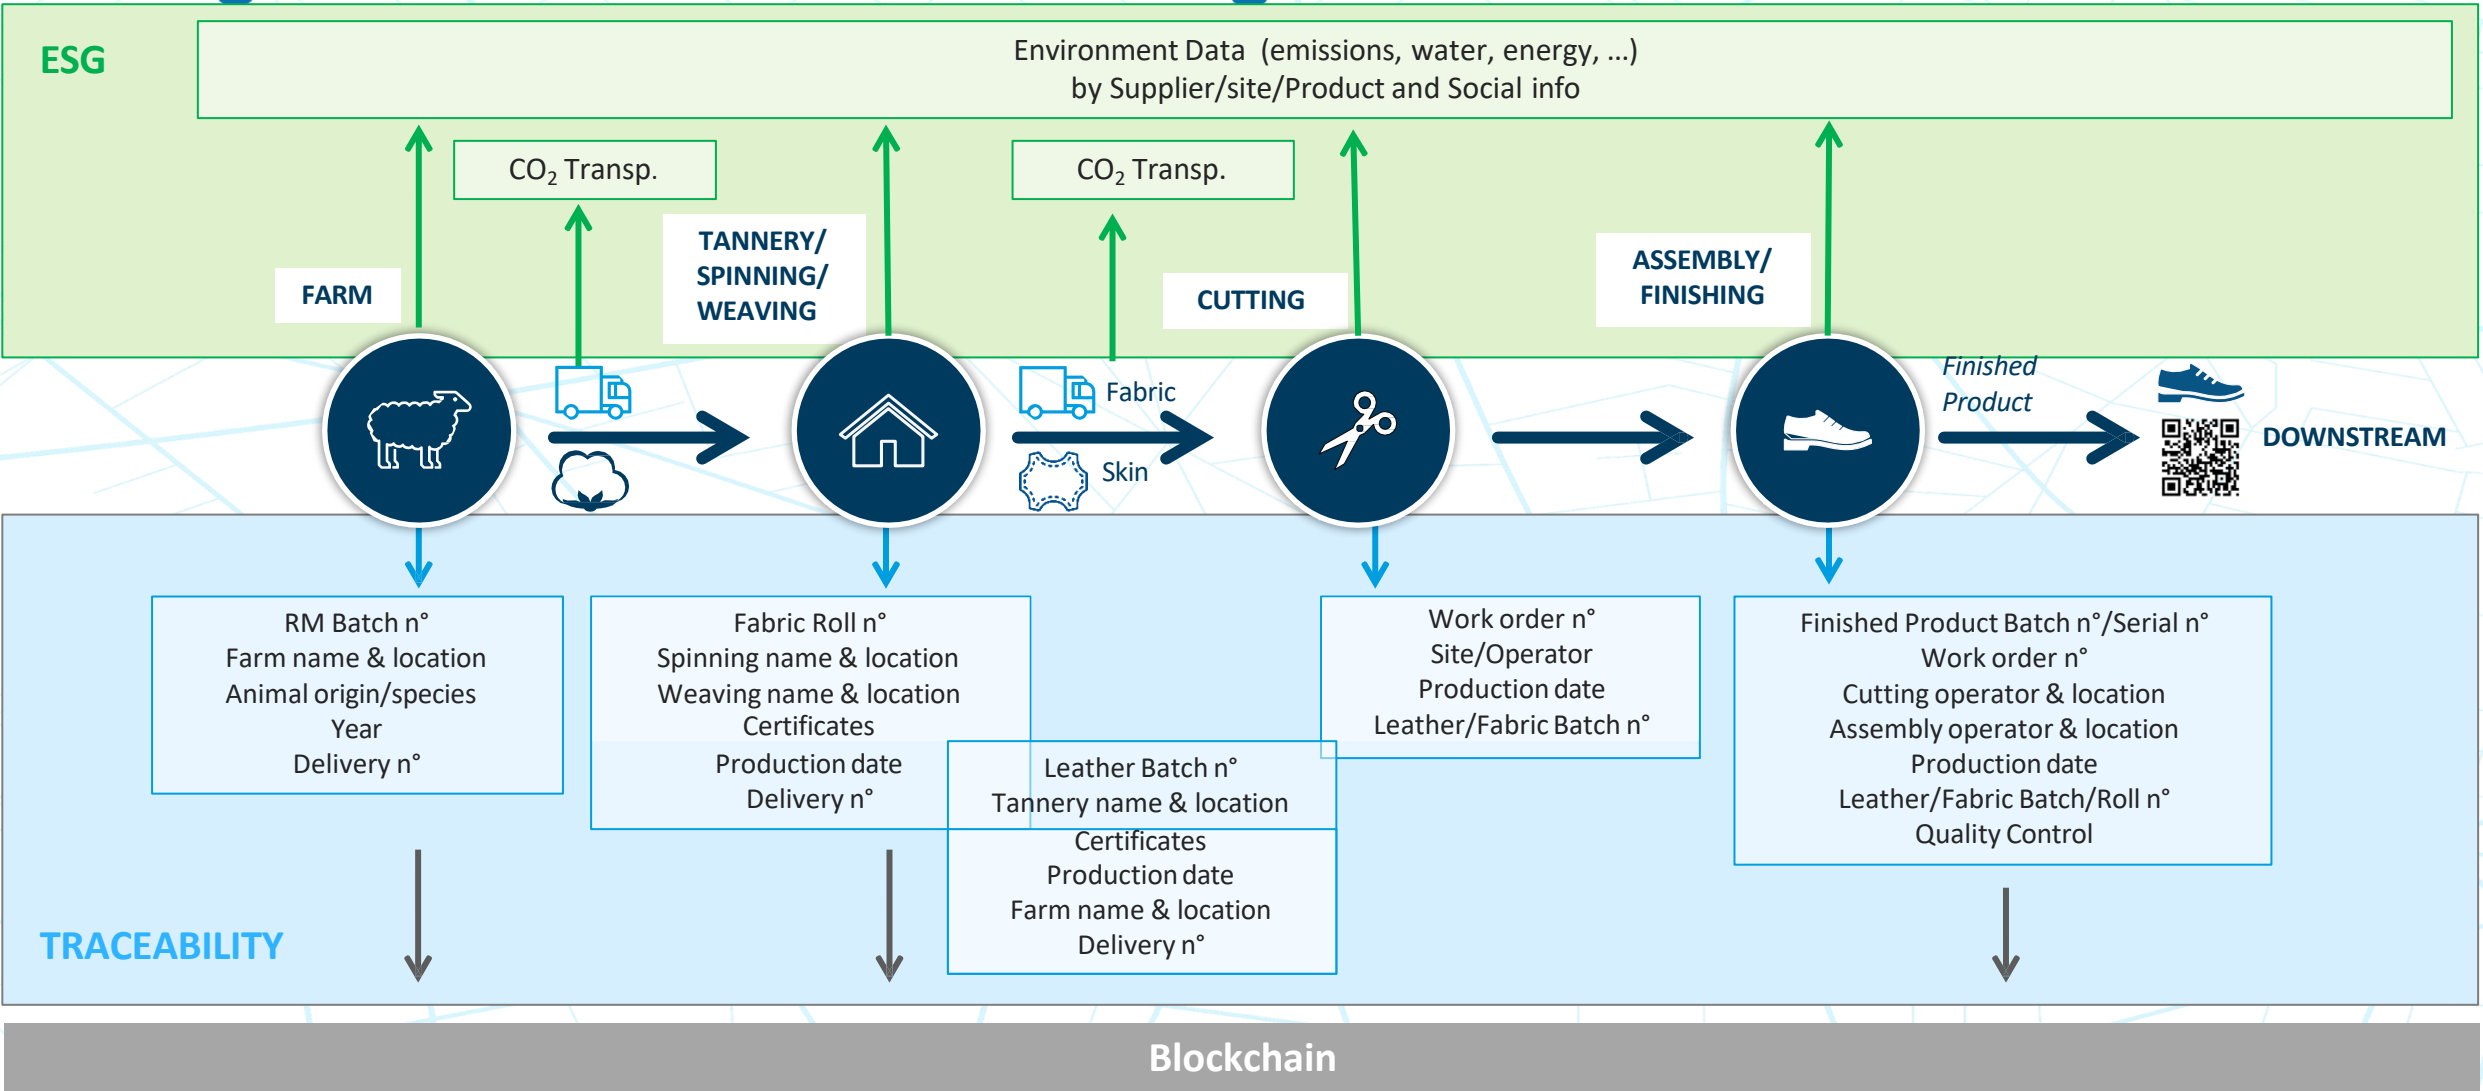 ESG
Environment Data (emissions, water, energy, ...)
by Supplier/site/Product and Social info
CO₂ Transp.
CO₂ Transp.
FARM
TANNERY/
SPINNING/
WEAVING
CUTTING
ASSEMBLY/
FINISHING
Fabric
Skin
Finished
Product
DOWNSTREAM
RM Batch n°
Farm name & location
Animal origin/species
Year
Delivery n°
Fabric Roll n°
Spinning name & location
Weaving name & location
Certificates
Production date
Delivery n°
Leather Batch n°
Tannery name & location
Certificates
Production date
Farm name & location
Delivery n°
Work order n°
Site/Operator
Production date
Leather/Fabric Batch n°
Finished Product Batch n°/Serial n°
Work order n°
Cutting operator & location
Assembly operator & location
Production date
Leather/Fabric Batch/Roll n°
Quality Control
TRACEABILITY
Blockchain